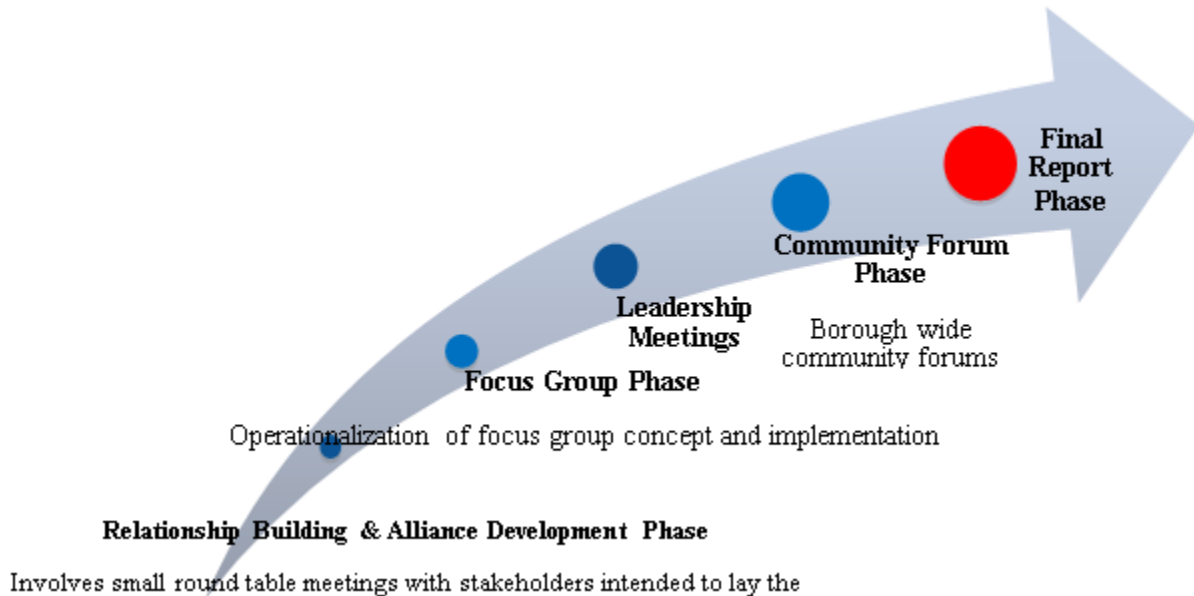 Final
Report
Phase
Community Forum
Phase
Borough wide
community forums
Leadership
Meetings
Focus Group Phase
Operationalization of focus group concept and implementation
Relationship Building & Alliance Development Phase
Involves small round table meetings with stakeholders intended to lay the